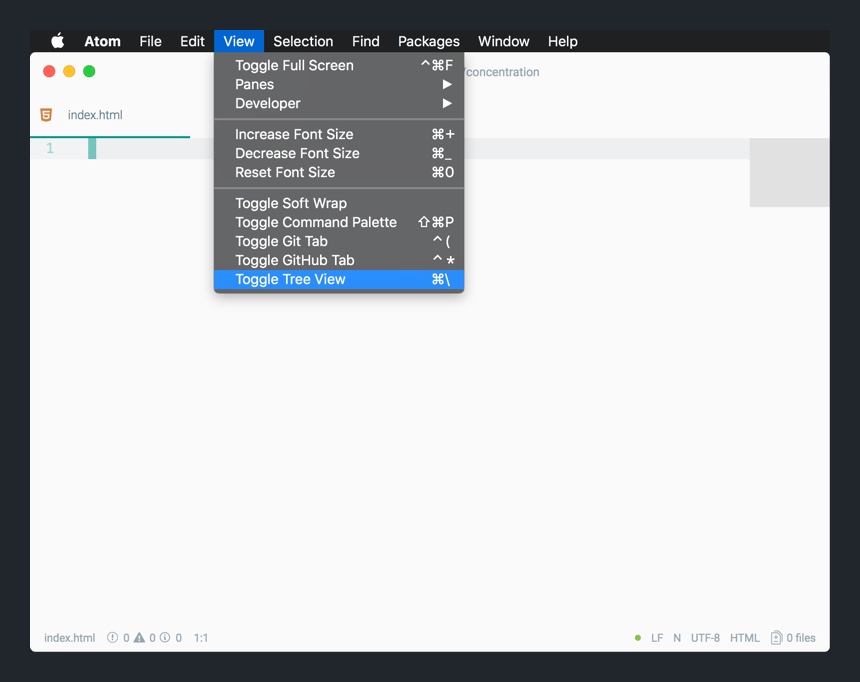 Atom File Edit View Selection Find Packages Window Help
Toggle Full Screen ^⌘F
/concentration
Panes ▶
Developer ▶
index.html
Increase Font Size ⌘+
Decrease Font Size ⌘_
Reset Font Size ⌘0
1
Toggle Soft Wrap
Toggle Command Palette ⇧⌘P
Toggle Git Tab ^(
Toggle GitHub Tab ^*
Toggle Tree View ⌘\
index.html 0 0 0 1:1 LF N UTF-8 HTML 0 files